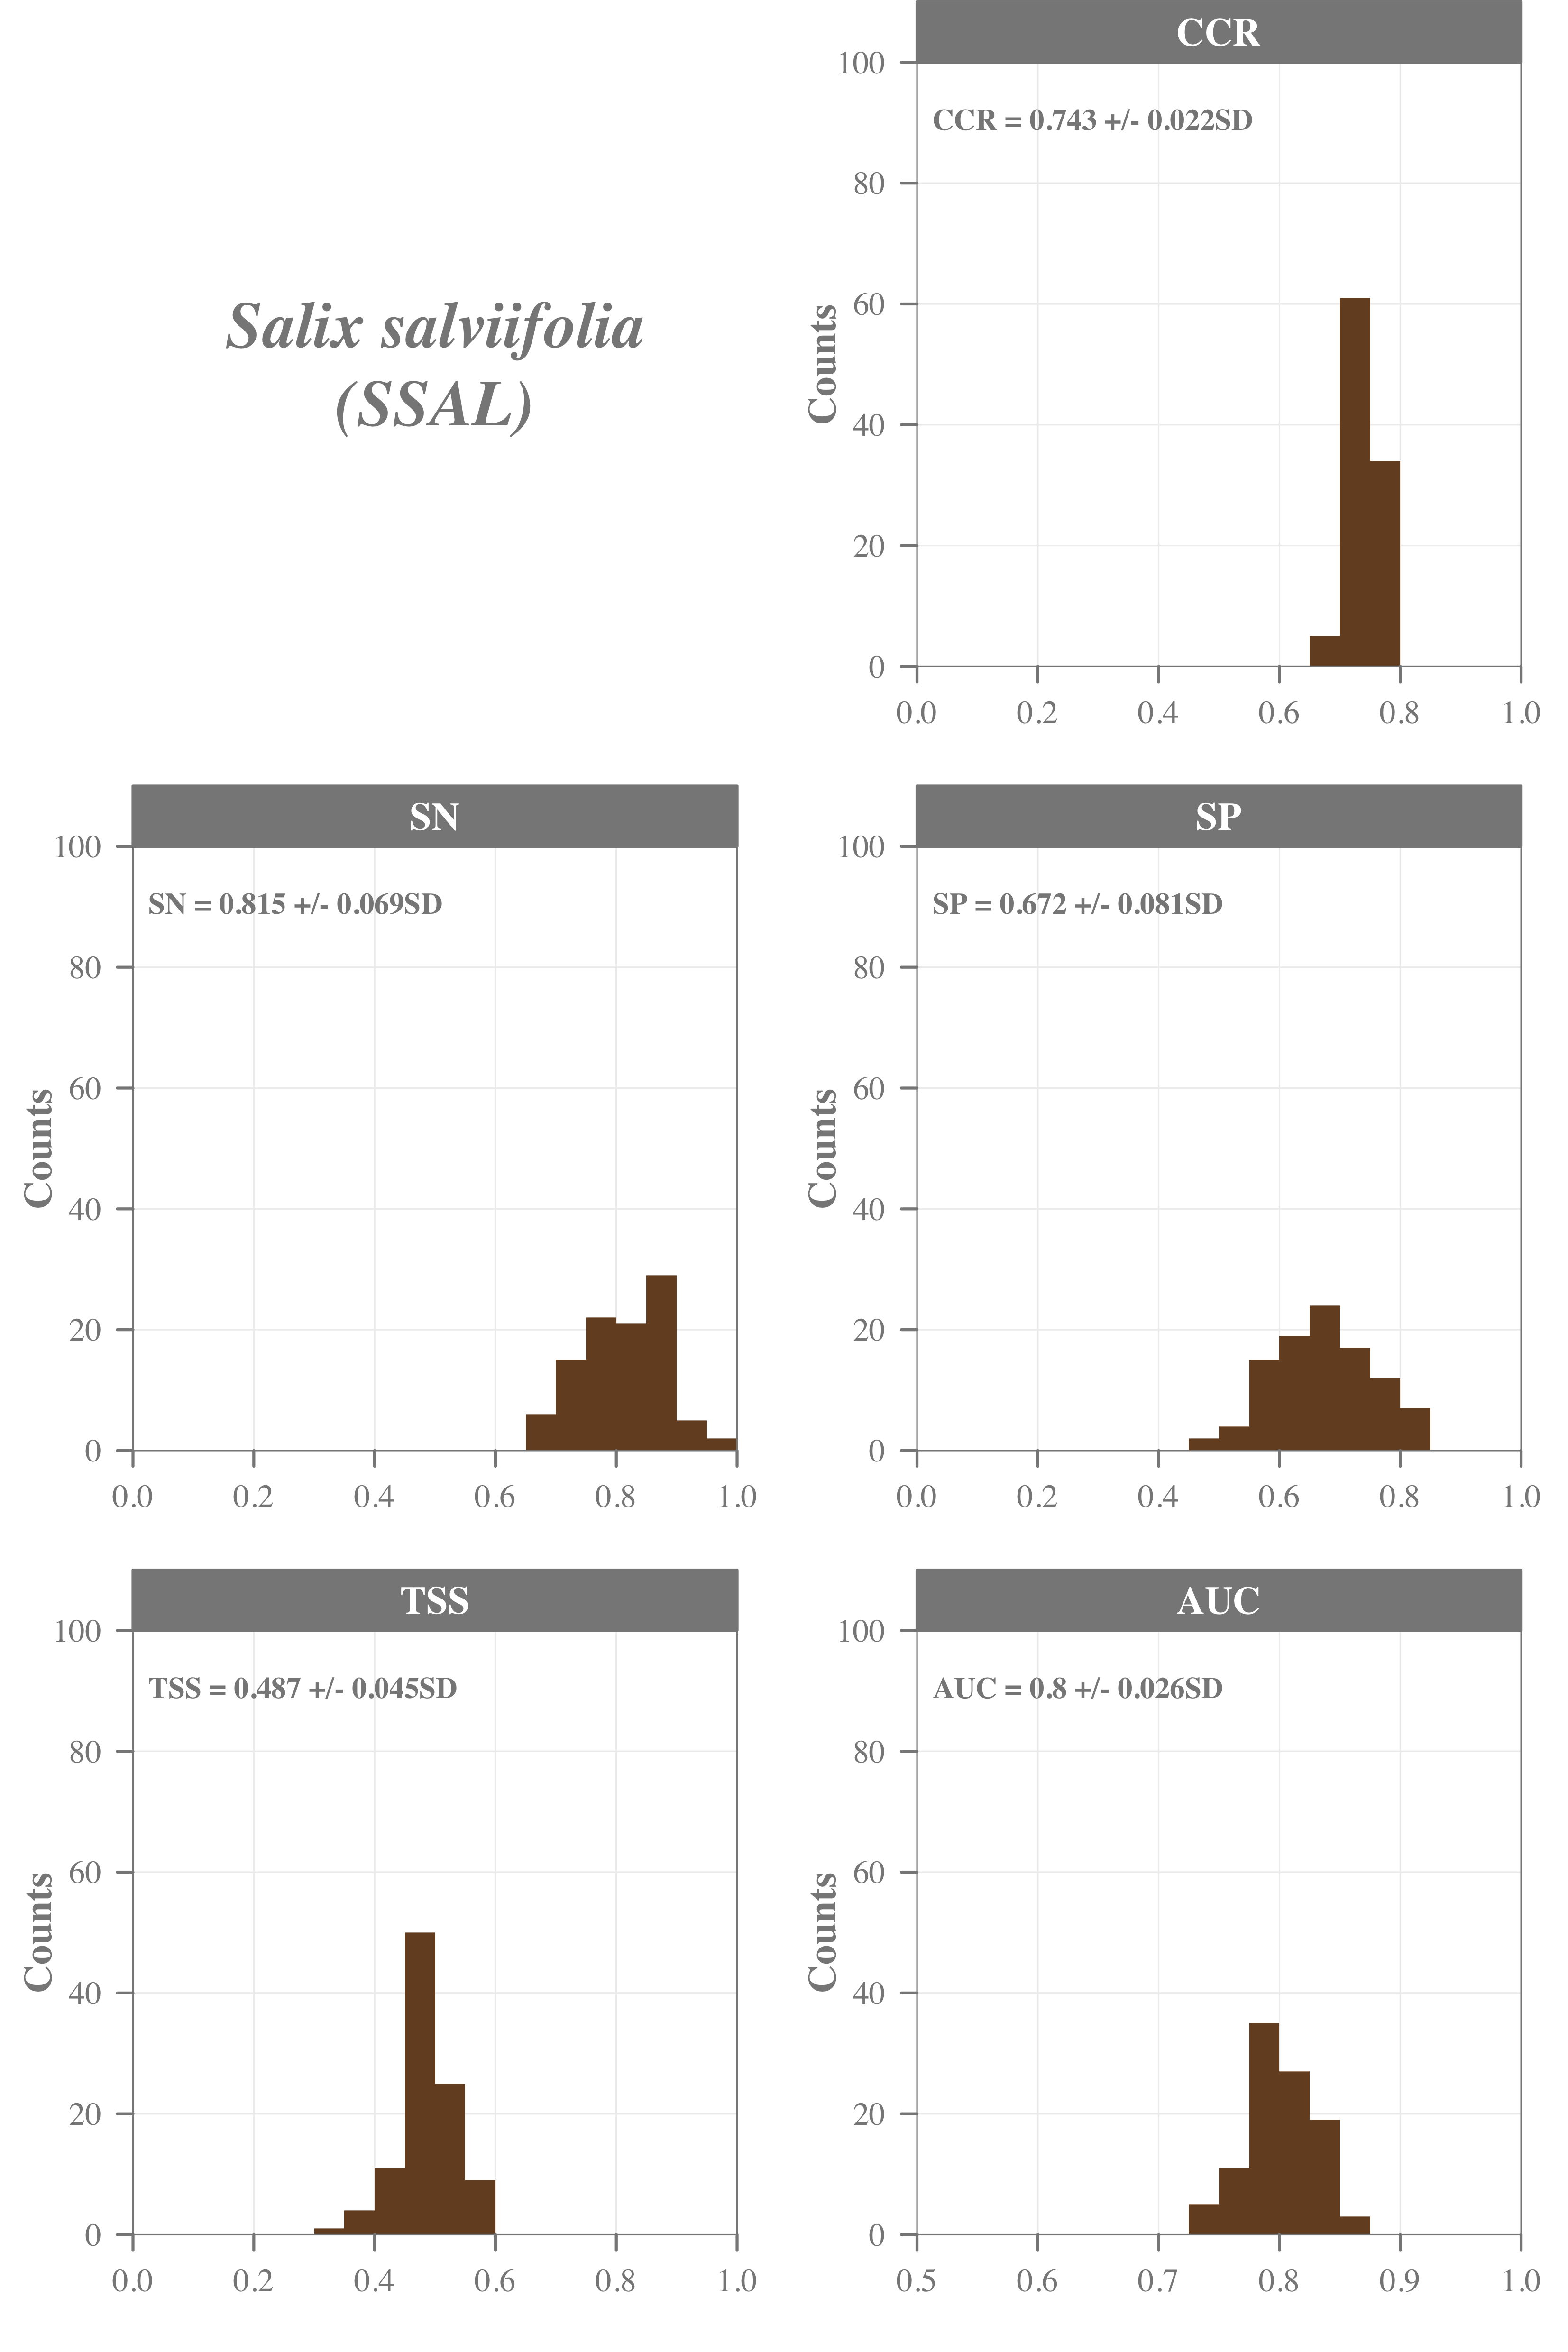 Salix salviifolia
(SSAL)
CCR
CCR = 0.743 +/- 0.022SD
Counts
100
80
60
40
20
0
0.0 0.2 0.4 0.6 0.8 1.0
SN
SN = 0.815 +/- 0.069SD
Counts
100
80
60
40
20
0
0.0 0.2 0.4 0.6 0.8 1.0
SP
SP = 0.672 +/- 0.081SD
Counts
100
80
60
40
20
0
0.0 0.2 0.4 0.6 0.8 1.0
TSS
TSS = 0.487 +/- 0.045SD
Counts
100
80
60
40
20
0
0.0 0.2 0.4 0.6 0.8 1.0
AUC
AUC = 0.8 +/- 0.026SD
Counts
100
80
60
40
20
0
0.5 0.6 0.7 0.8 0.9 1.0